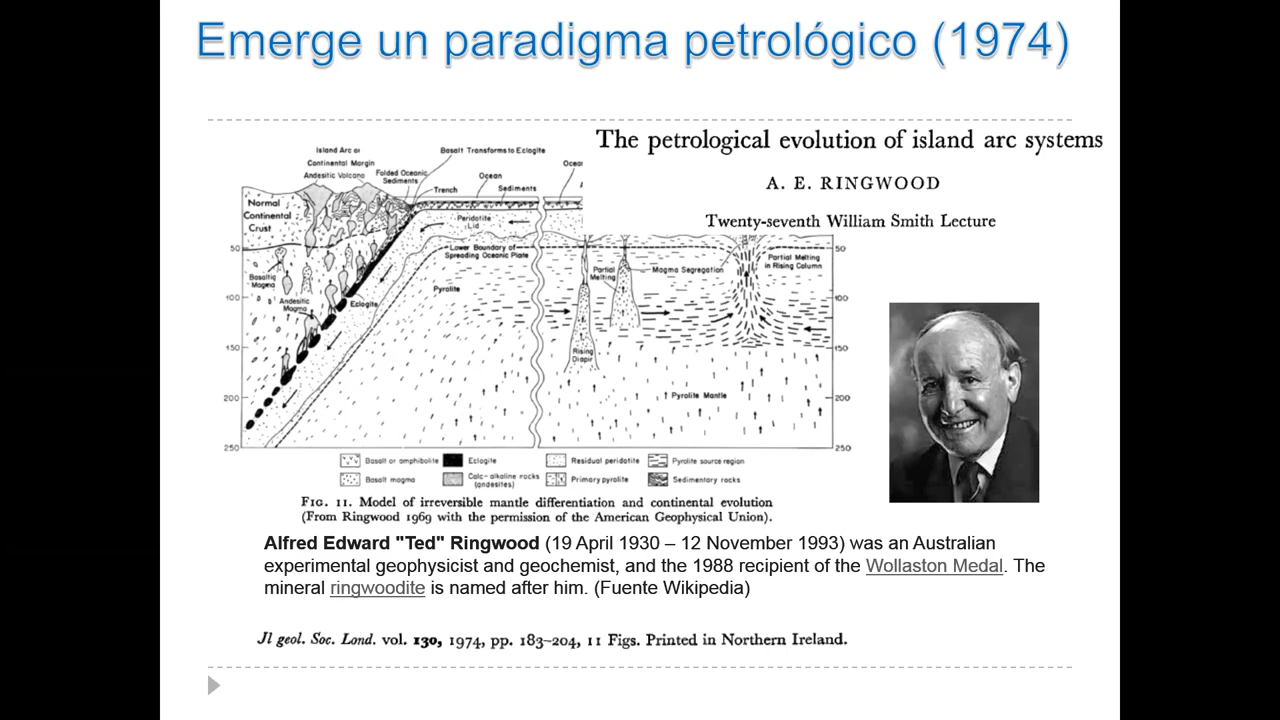 Emerge un paradigma petrológico (1974)
The petrological evolution of island arc systems
A. E. RINGWOOD
Twenty-seventh William Smith Lecture
Island Arc or
Continental Margin
Andesitic Volcano
Folded Oceanic
Sediments
Basalt Transforms to Eclogite
Trench
Ocean
Sediments
Ocea
Normal
Continental
Crust
Peridotite
Lid
Lower Boundary of
Spreading Oceanic Plate
50
100
150
200
250
Basaltic
Magma
Andesitic
Magma
Eclogite
Pyrolite
Partial
Melting
Magma Segregation
Partial Melting
in Rising Column
Rising
Diapir
Pyrolite Mantle
50
100
150
200
250
Basalt or amphibolite
Eclogite
Residual peridotite
Pyrolite source region
Basalt magma
Calc-alkaline rocks
(andesites)
Primary pyrolite
Sedimentary rocks
FIG. 11. Model of irreversible mantle differentiation and continental evolution
(From Ringwood 1969 with the permission of the American Geophysical Union).
Alfred Edward "Ted" Ringwood (19 April 1930 – 12 November 1993) was an Australian
experimental geophysicist and geochemist, and the 1988 recipient of the Wollaston Medal. The
mineral ringwoodite is named after him. (Fuente Wikipedia)
Jl geol. Soc. Lond. vol. 130, 1974, pp. 183–204, 11 Figs. Printed in Northern Ireland.